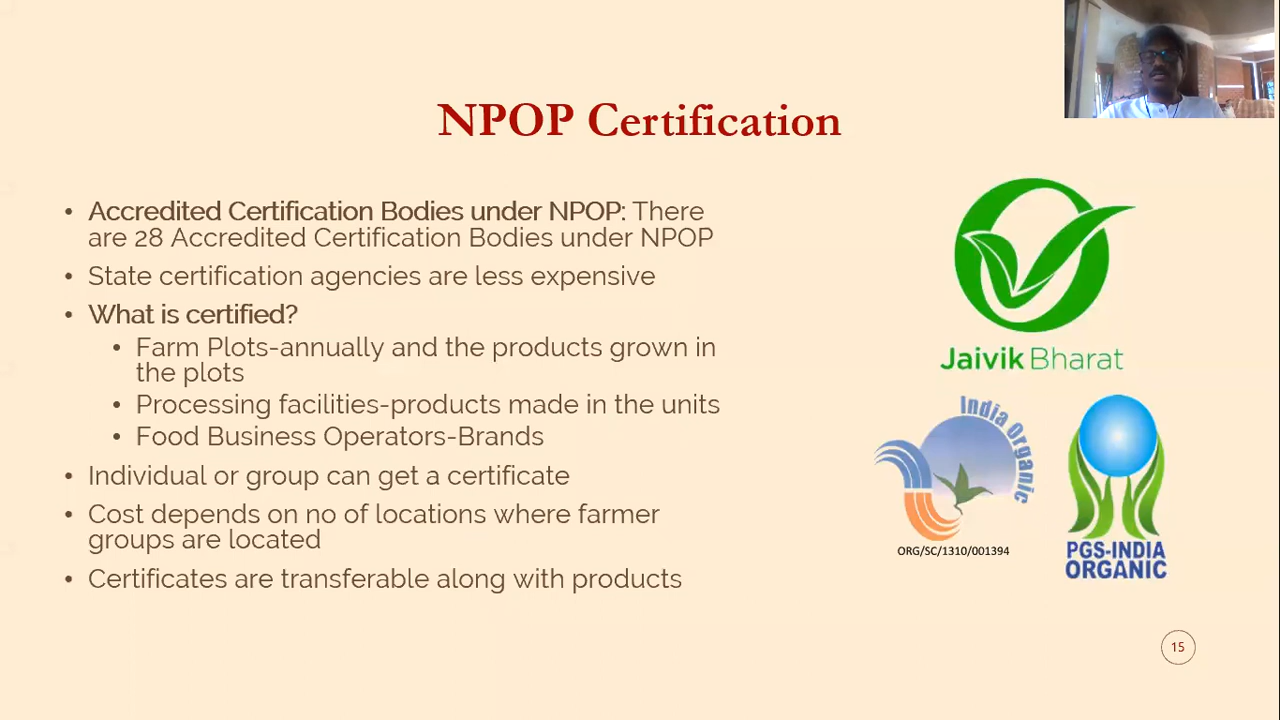 NPOP Certification
• Accredited Certification Bodies under NPOP: There
are 28 Accredited Certification Bodies under NPOP
• State certification agencies are less expensive
• What is certified?
• Farm Plots-annually and the products grown in
the plots
• Processing facilities-products made in the units
• Food Business Operators-Brands
• Individual or group can get a certificate
• Cost depends on no of locations where farmer
groups are located
• Certificates are transferable along with products
Jaivik Bharat
India Organic
ORG/SC/1310/001394
PGS-INDIA
ORGANIC
15